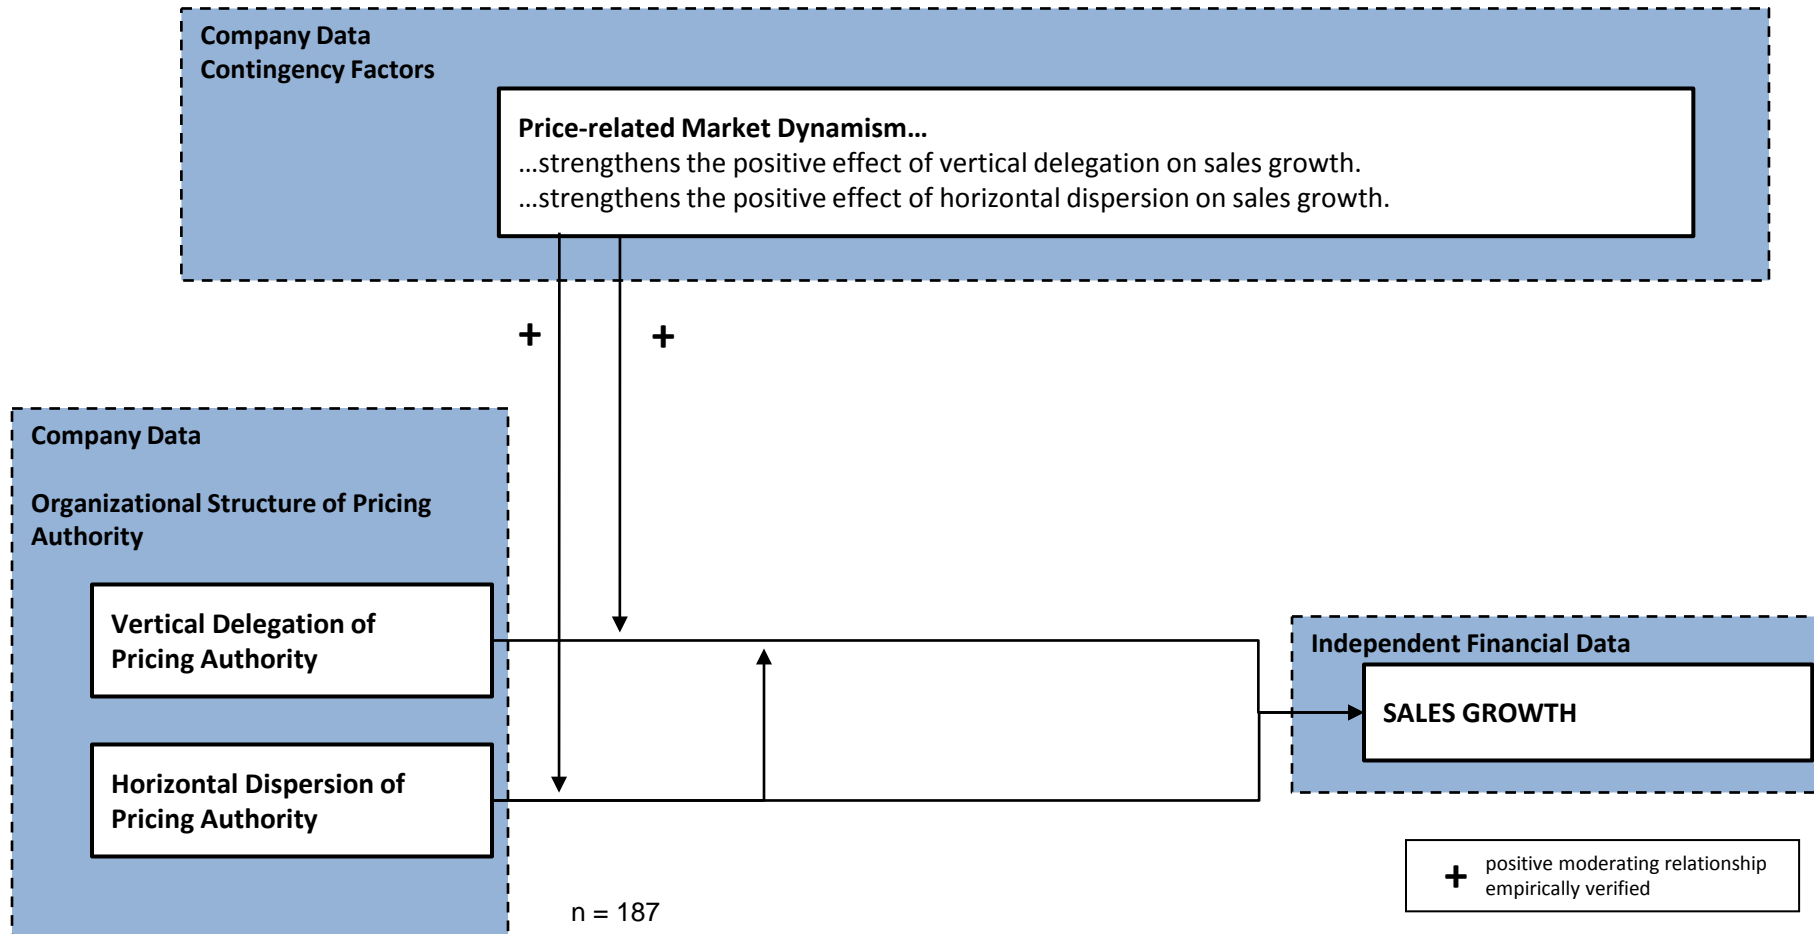 Company Data
Contingency Factors
Price-related Market Dynamism...
...strengthens the positive effect of vertical delegation on sales growth.
...strengthens the positive effect of horizontal dispersion on sales growth.
+ +
Company Data
Organizational Structure of Pricing
Authority
Vertical Delegation of
Pricing Authority
Horizontal Dispersion of
Pricing Authority
Independent Financial Data
SALES GROWTH
+ positive moderating relationship
empirically verified
n = 187